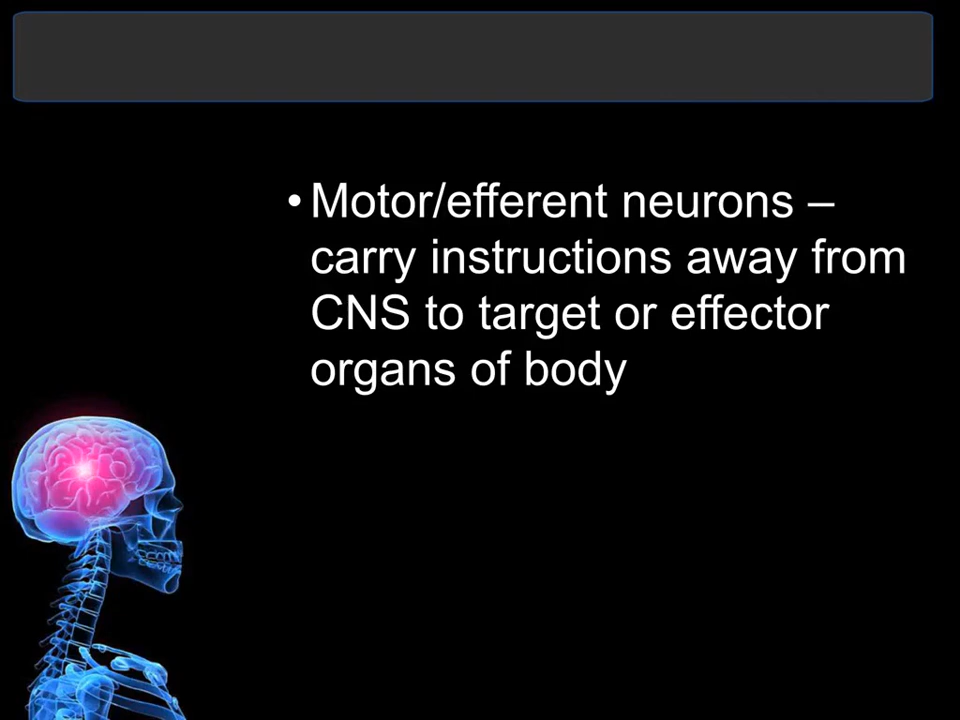 •Motor/efferent neurons –
carry instructions away from
CNS to target or effector
organs of body